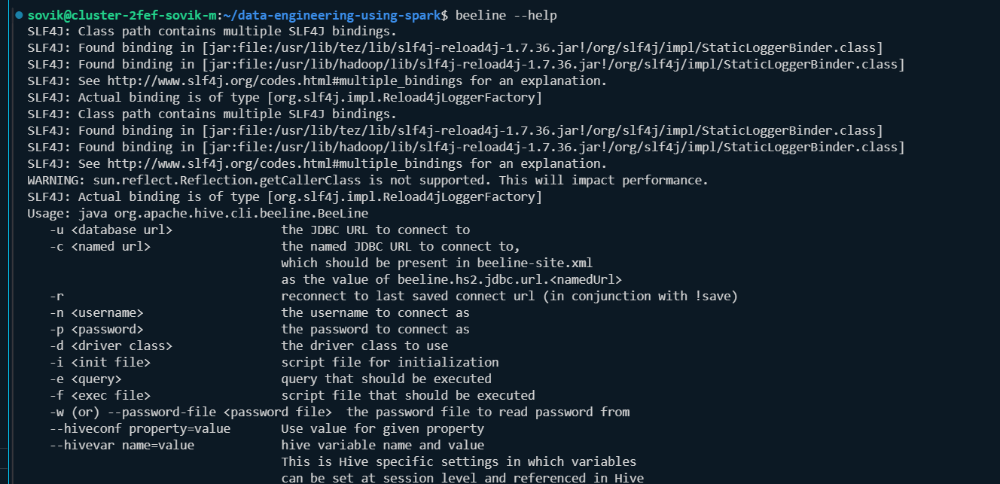 sovik@cluster-2fef-sovik-m:~/data-engineering-using-spark$ beeline --help
SLF4J: Class path contains multiple SLF4J bindings.
SLF4J: Found binding in [jar:file:/usr/lib/tez/lib/slf4j-reload4j-1.7.36.jar!/org/slf4j/impl/StaticLoggerBinder.class]
SLF4J: Found binding in [jar:file:/usr/lib/hadoop/lib/slf4j-reload4j-1.7.36.jar!/org/slf4j/impl/StaticLoggerBinder.class]
SLF4J: See http://www.slf4j.org/codes.html#multiple_bindings for an explanation.
SLF4J: Actual binding is of type [org.slf4j.impl.Reload4jLoggerFactory]
SLF4J: Class path contains multiple SLF4J bindings.
SLF4J: Found binding in [jar:file:/usr/lib/tez/lib/slf4j-reload4j-1.7.36.jar!/org/slf4j/impl/StaticLoggerBinder.class]
SLF4J: Found binding in [jar:file:/usr/lib/hadoop/lib/slf4j-reload4j-1.7.36.jar!/org/slf4j/impl/StaticLoggerBinder.class]
SLF4J: See http://www.slf4j.org/codes.html#multiple_bindings for an explanation.
WARNING: sun.reflect.Reflection.getCallerClass is not supported. This will impact performance.
SLF4J: Actual binding is of type [org.slf4j.impl.Reload4jLoggerFactory]
Usage: java org.apache.hive.cli.beeline.BeeLine
   -u <database url>               the JDBC URL to connect to
   -c <named url>                  the named JDBC URL to connect to,
                                   which should be present in beeline-site.xml
                                   as the value of beeline.hs2.jdbc.url.<namedUrl>
   -r                              reconnect to last saved connect url (in conjunction with !save)
   -n <username>                   the username to connect as
   -p <password>                   the password to connect as
   -d <driver class>               the driver class to use
   -i <init file>                  script file for initialization
   -e <query>                      query that should be executed
   -f <exec file>                  script file that should be executed
   -w (or) --password-file <password file>  the password file to read password from
   --hiveconf property=value       Use value for given property
   --hivevar name=value            hive variable name and value
                                   This is Hive specific settings in which variables
                                   can be set at session level and referenced in Hive